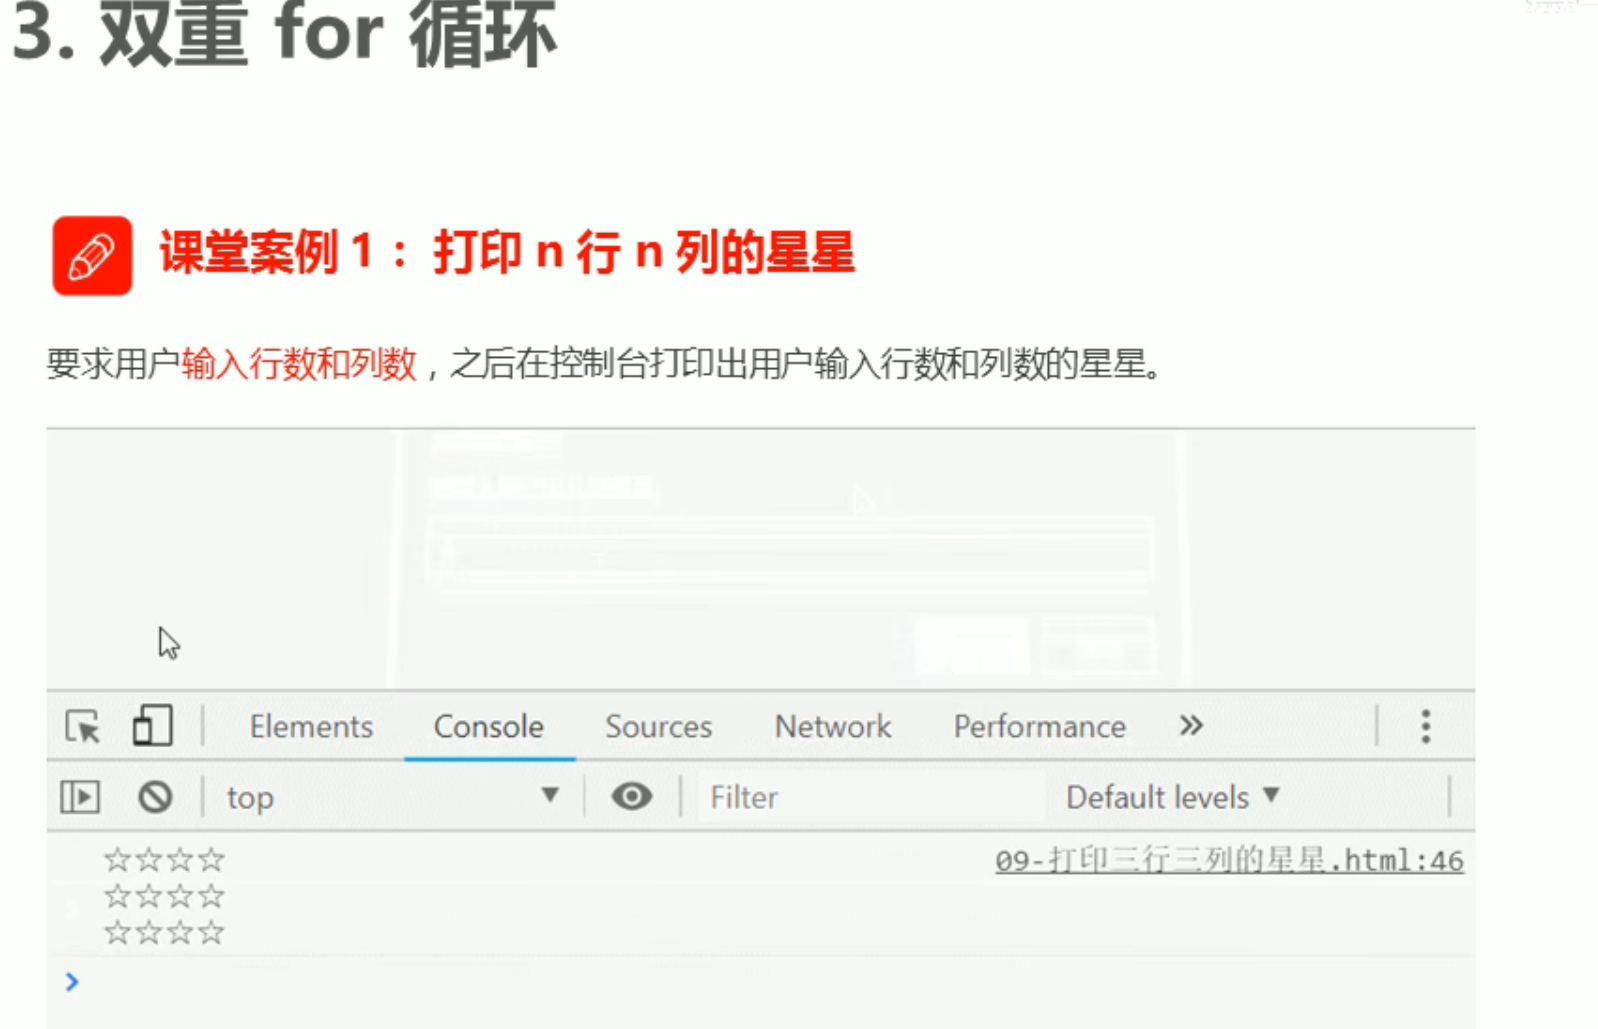 3. 双重 for 循环
课堂案例 1： 打印 n 行 n 列的星星
要求用户输入行数和列数，之后在控制台打印出用户输入行数和列数的星星。
Elements Console Sources Network Performance »
top Filter Default levels ▼
☆☆☆☆ 09-打印三行三列的星星.html:46
☆☆☆☆
☆☆☆☆